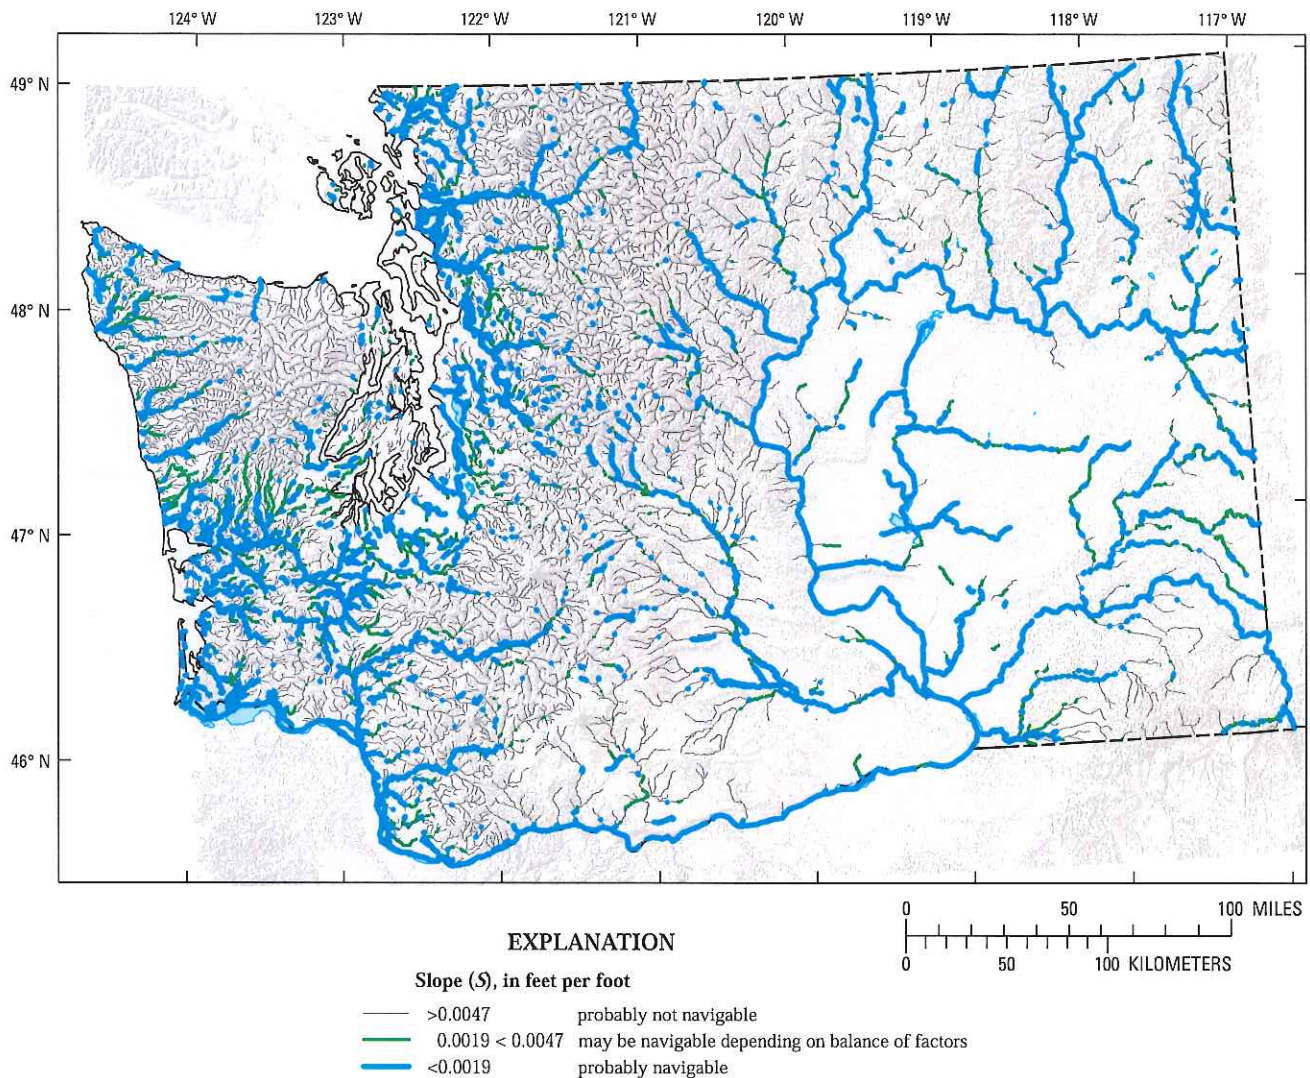 124° W 123° W 122° W 121° W 120° W 119° W 118° W 117° W
49° N
48° N
47° N
46° N
0 50 100 MILES
0 50 100 KILOMETERS
EXPLANATION
Slope (S), in feet per foot
>0.0047 probably not navigable
0.0019 < 0.0047 may be navigable depending on balance of factors
<0.0019 probably navigable